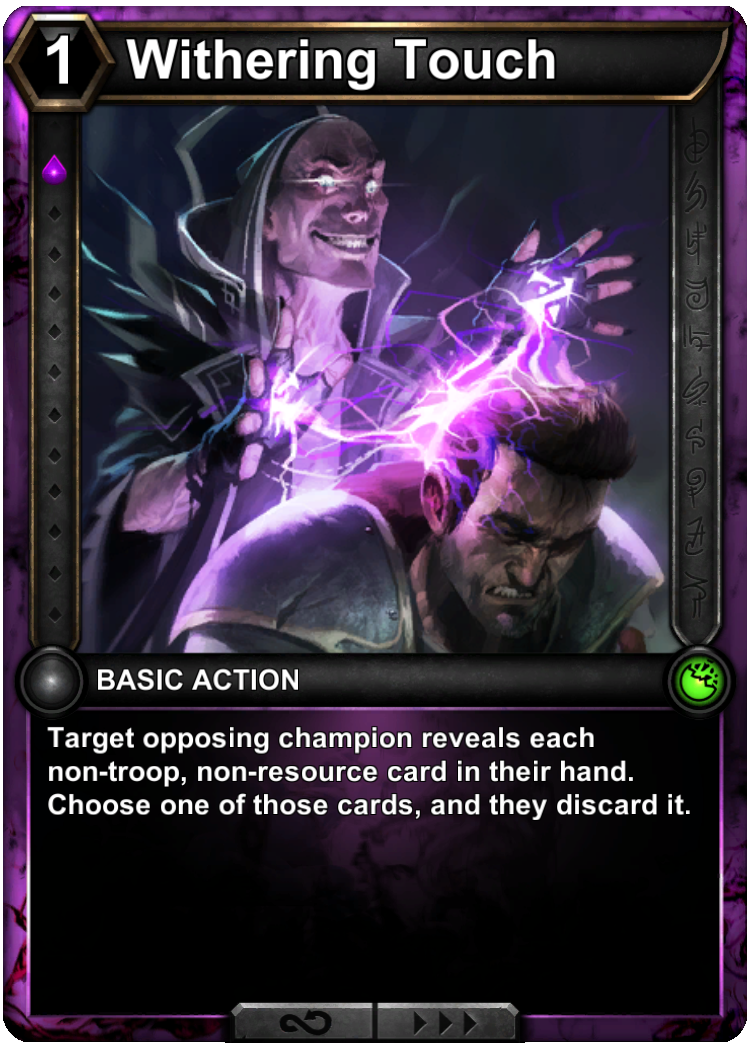 1
Withering Touch
BASIC ACTION
Target opposing champion reveals each
non-troop, non-resource card in their hand.
Choose one of those cards, and they discard it.